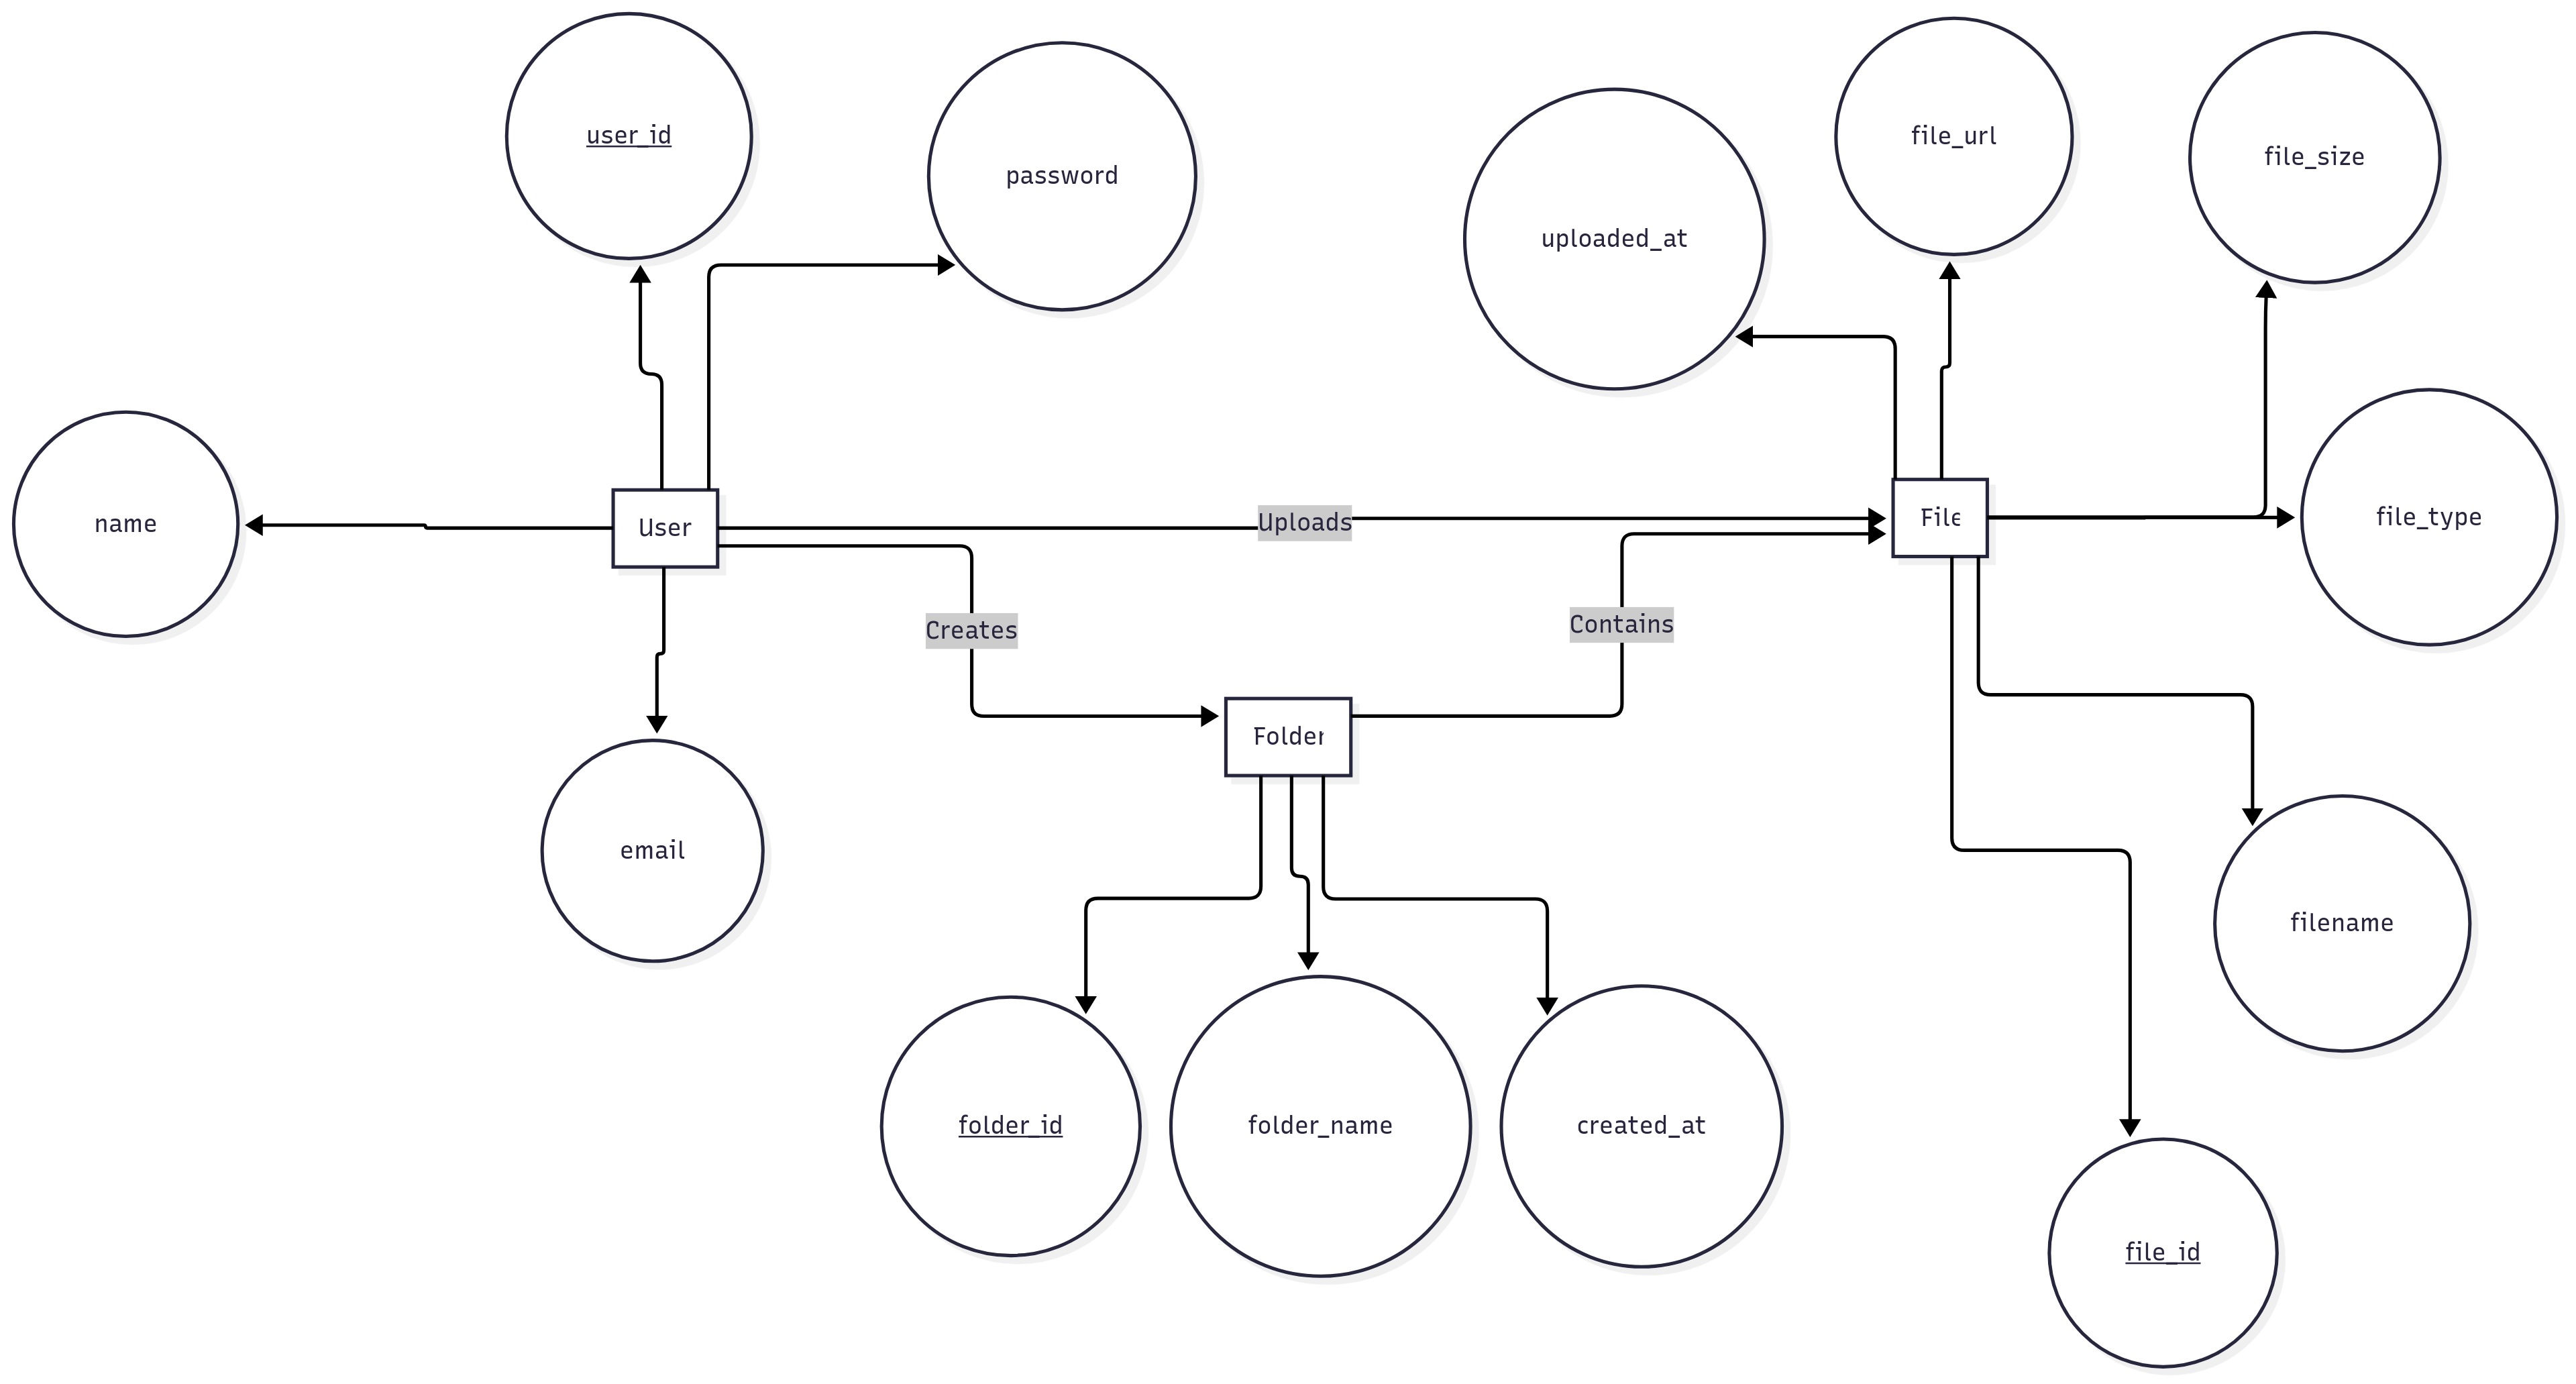 user_id
password
uploaded_at
file_url
file_size
name
User
Uploads
File
file_type
Creates
Contains
Folder
email
filename
folder_id
folder_name
created_at
file_id